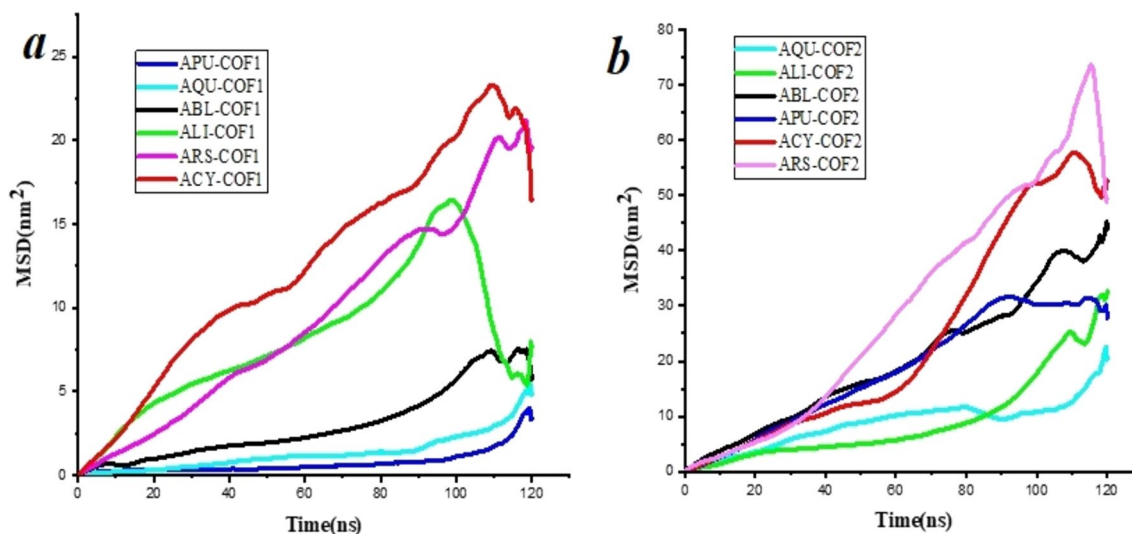 a
APU-COF1
AQU-COF1
ABL-COF1
ALI-COF1
ARS-COF1
ACY-COF1
25
20
15
10
5
0
MSD(nm²)
0 20 40 60 80 100 120
Time(ns)
b
AQU-COF2
ALI-COF2
ABL-COF2
APU-COF2
ACY-COF2
ARS-COF2
80
70
60
50
40
30
20
10
0
MSD(nm²)
0 20 40 60 80 100 120
Time(ns)